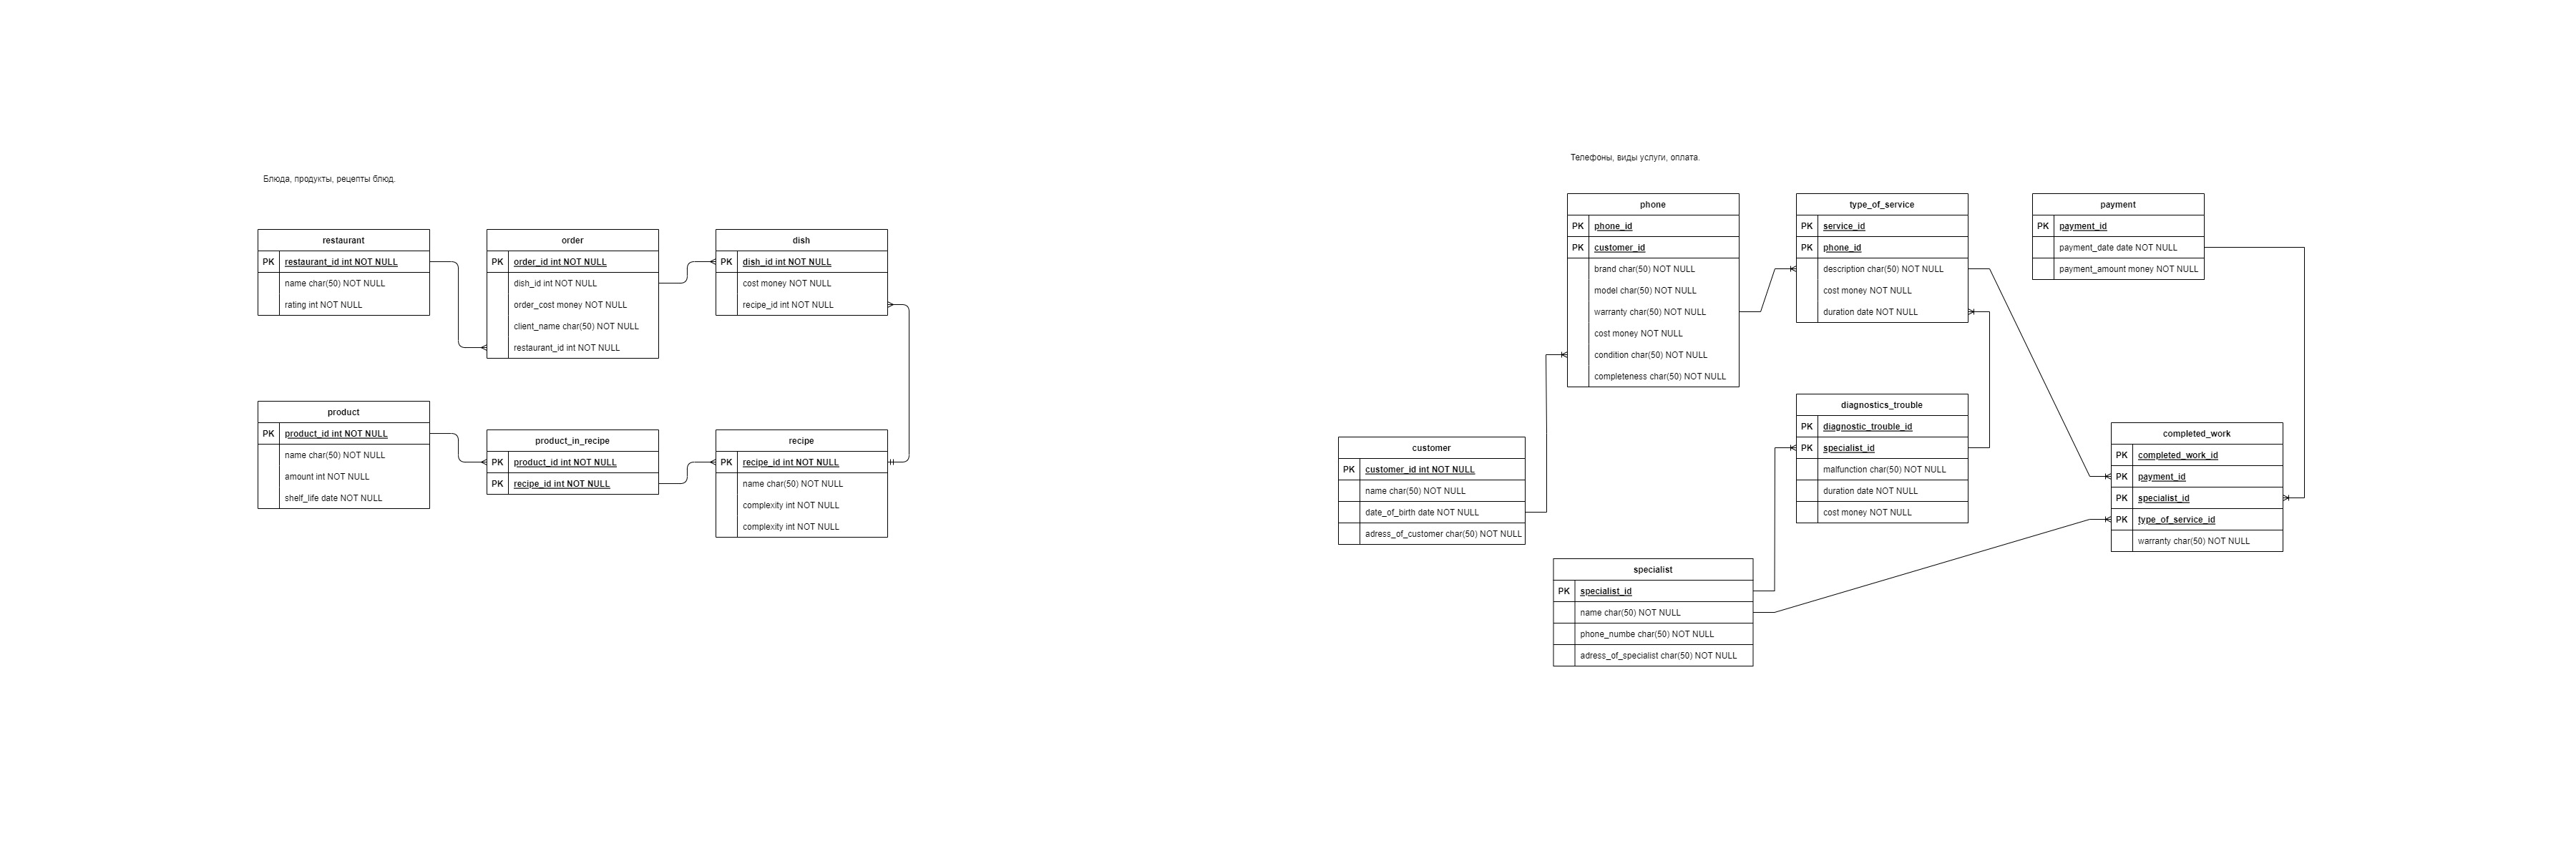 Блюда, продукты, рецепты блюд.
restaurant
PK restaurant_id int NOT NULL
name char(50) NOT NULL
rating int NOT NULL
order
PK order_id int NOT NULL
dish_id int NOT NULL
order_cost money NOT NULL
client_name char(50) NOT NULL
restaurant_id int NOT NULL
dish
PK dish_id int NOT NULL
cost money NOT NULL
recipe_id int NOT NULL
product
PK product_id int NOT NULL
name char(50) NOT NULL
amount int NOT NULL
shelf_life date NOT NULL
product_in_recipe
PK product_id int NOT NULL
PK recipe_id int NOT NULL
recipe
PK recipe_id int NOT NULL
name char(50) NOT NULL
complexity int NOT NULL
complexity int NOT NULL
Телефоны, виды услуги, оплата.
phone
PK phone_id
PK customer_id
brand char(50) NOT NULL
model char(50) NOT NULL
warranty char(50) NOT NULL
cost money NOT NULL
condition char(50) NOT NULL
completeness char(50) NOT NULL
type_of_service
PK service_id
PK phone_id
description char(50) NOT NULL
cost money NOT NULL
duration date NOT NULL
payment
PK payment_id
payment_date date NOT NULL
payment_amount money NOT NULL
customer
PK customer_id int NOT NULL
name char(50) NOT NULL
date_of_birth date NOT NULL
adress_of_customer char(50) NOT NULL
diagnostics_trouble
PK diagnostic_trouble_id
PK specialist_id
malfunction char(50) NOT NULL
duration date NOT NULL
cost money NOT NULL
completed_work
PK completed_work_id
PK payment_id
PK specialist_id
PK type_of_service_id
warranty char(50) NOT NULL
specialist
PK specialist_id
name char(50) NOT NULL
phone_numbe char(50) NOT NULL
adress_of_specialist char(50) NOT NULL